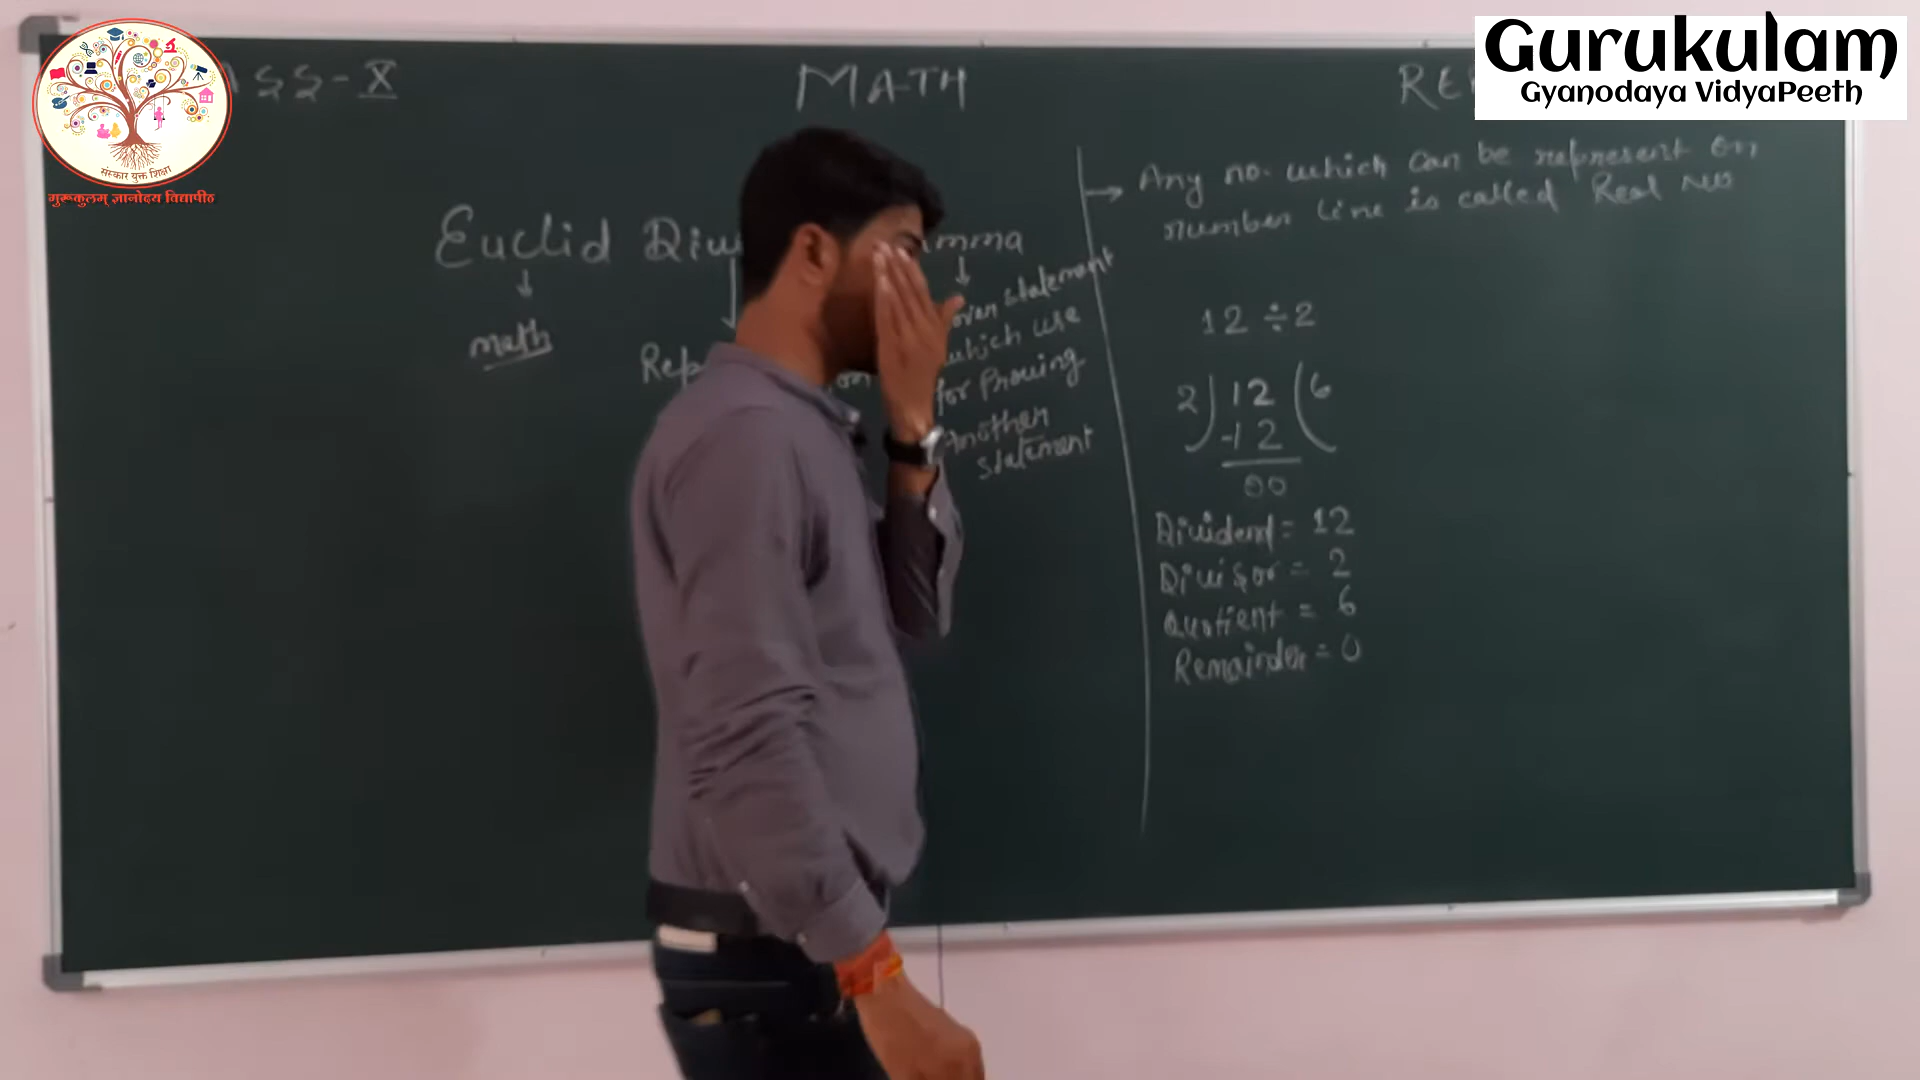 संस्कार युक्त शिक्षा
गुरूकुलम् ज्ञानोदय विद्यापीठ
Gurukulam
Gyanodaya VidyaPeeth
MATH
Euclid
math
statement
which use
for Proving
Another
statement
→ Any no. which can be represent on
number line is called Real Nos
12 ÷ 2
2 ) 12 ( 6
-12
00
Dividend = 12
Divisor = 2
Quotient = 6
Remainder = 0